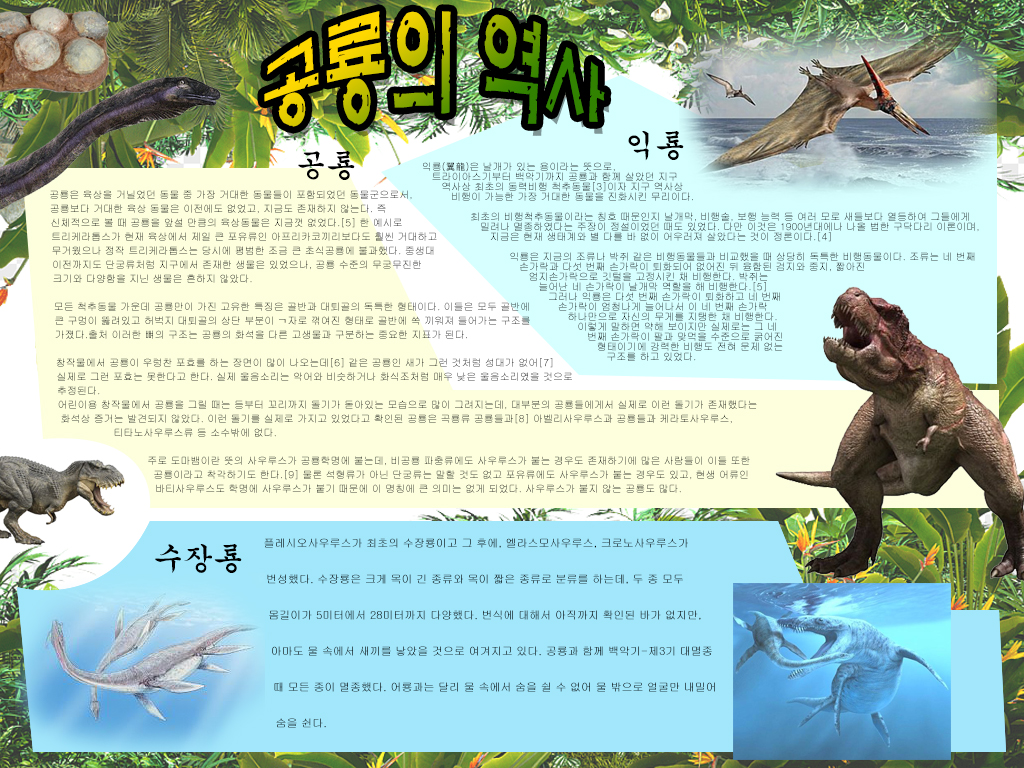 공룡의 역사
공룡
공룡은 육상을 거닐었던 동물 중 가장 거대한 동물들이 포함되었던 동물군으로서,
공룡보다 거대한 육상 동물은 이전에도 없었고, 지금도 존재하지 않는다. 즉
신체적으로 볼 때 공룡을 앞설 만큼의 육상동물은 지금껏 없었다.[5] 한 예시로
트리케라톱스가 현재 육상에서 제일 큰 포유류인 아프리카코끼리보다도 훨씬 거대하고
무거웠으나 정작 트리케라톱스는 당시에 평범한 조금 큰 초식공룡에 불과했다. 중생대
이전까지도 단궁류처럼 지구에서 존재한 생물은 있었으나, 공룡 수준의 무궁무진한
크기와 다양함을 지닌 생물은 흔하지 않았다.
모든 척추동물 가운데 공룡만이 가진 고유한 특징은 골반과 대퇴골의 독특한 형태이다. 이들은 모두 골반에
큰 구멍이 뚫려있고 허벅지 대퇴골의 상단 부분이 ㄱ자로 꺾여진 형태로 골반에 쏙 끼워져 들어가는 구조를
가졌다.출처 이러한 뼈의 구조는 공룡의 화석을 다른 고생물과 구분하는 중요한 지표가 된다.
창작물에서 공룡이 우렁찬 포효를 하는 장면이 많이 나오는데[6] 같은 공룡인 새가 그런 것처럼 성대가 없어[7]
실제로 그런 포효는 못한다고 한다. 실제 울음소리는 악어와 비슷하거나 화식조처럼 매우 낮은 울음소리였을 것으로
추정된다.
어린이용 창작물에서 공룡을 그릴 때는 등부터 꼬리까지 돌기가 돋아있는 모습으로 많이 그려지는데, 대부분의 공룡들에게서 실제로 이런 돌기가 존재했다는
화석상 증거는 발견되지 않았다. 이런 돌기를 실제로 가지고 있었다고 확인된 공룡은 곡룡류 공룡들과[8] 아벨리사우루스과 공룡들과 케라토사우루스,
티타노사우루스류 등 소수밖에 없다.
주로 도마뱀이란 뜻의 사우루스가 공룡학명에 붙는데, 비공룡 파충류에도 사우루스가 붙는 경우도 존재하기에 많은 사람들이 이들 또한
공룡이라고 착각하기도 한다.[9] 물론 석형류가 아닌 단궁류는 말할 것도 없고 포유류에도 사우루스가 붙는 경우도 있고, 현생 어류인
바티사우루스도 학명에 사우루스가 붙기 때문에 이 명칭에 큰 의미는 없게 되었다. 사우루스가 붙지 않는 공룡도 많다.
익룡
익룡(翼龍)은 날개가 있는 용이라는 뜻으로,
트라이아스기부터 백악기까지 공룡과 함께 살았던 지구
역사상 최초의 동력비행 척추동물[3]이자 지구 역사상
비행이 가능한 가장 거대한 동물을 진화시킨 무리이다.
최초의 비행척추동물이라는 칭호 때문인지 날개막, 비행술, 보행 능력 등 여러 모로 새들보다 열등하여 그들에게
밀려나 멸종하였다는 주장이 정설이었던 때도 있었다. 다만 이것은 1900년대에나 나올 법한 구닥다리 이론이며,
지금은 현재 생태계와 별 다를 바 없이 어우러져 살았다는 것이 정론이다.[4]
익룡은 지금의 조류나 박쥐 같은 비행동물들과 비교했을 때 상당히 독특한 비행동물이다. 조류는 네 번째
손가락과 다섯 번째 손가락이 퇴화되어 없어진 뒤 융합된 검지와 중지, 짧아진
엄지손가락으로 깃털을 고정시킨 채 비행한다. 박쥐는
늘어난 네 손가락이 날개막 역할을 해 비행한다.[5]
그러나 익룡은 다섯 번째 손가락이 퇴화하고 네 번째
손가락이 엄청나게 늘어나서 이 네 번째 손가락
하나만으로 자신의 무게를 지탱한 채 비행한다.
이렇게 말하면 약해 보이지만 실제로는 그 네
번째 손가락이 팔과 맞먹을 수준으로 굵어진
형태이기에 강력한 비행도 전혀 문제 없는
구조를 하고 있었다.
수장룡
플레시오사우루스가 최초의 수장룡이고 그 후에, 엘라스모사우루스, 크로노사우루스가
번성했다. 수장룡은 크게 목이 긴 종류와 목이 짧은 종류로 분류를 하는데, 두 종 모두
몸길이가 5미터에서 28미터까지 다양했다. 번식에 대해서 아직까지 확인된 바가 없지만,
아마도 물 속에서 새끼를 낳았을 것으로 여겨지고 있다. 공룡과 함께 백악기-제3기 대멸종
때 모든 종이 멸종했다. 어룡과는 달리 물 속에서 숨을 쉴 수 없어 물 밖으로 얼굴만 내밀어
숨을 쉰다.